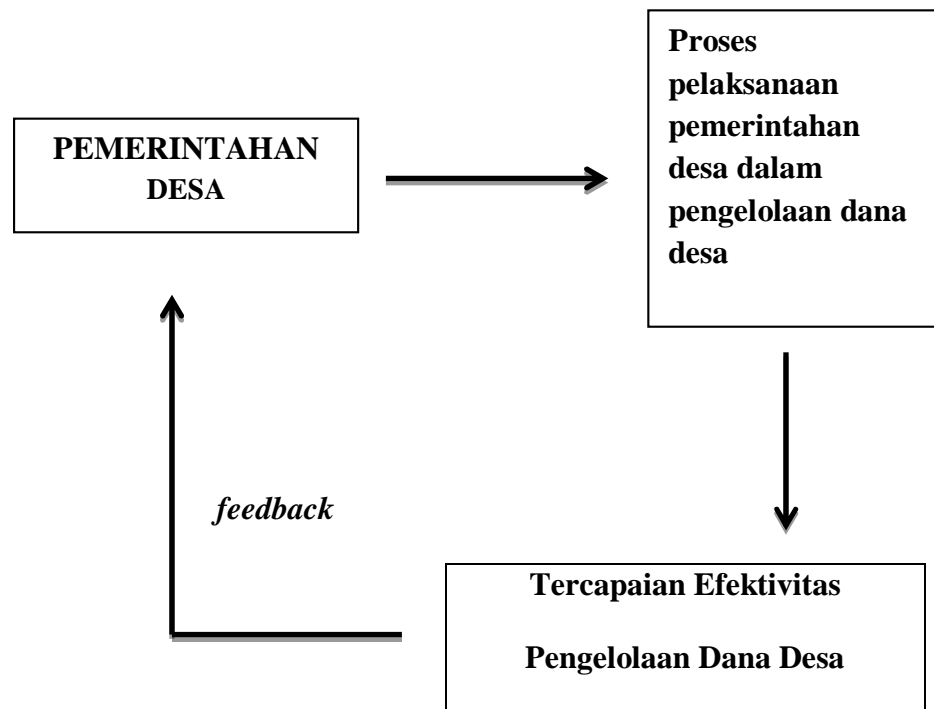 PEMERINTAHAN
DESA
Proses
pelaksanaan
pemerintahan
desa dalam
pengelolaan dana
desa
feedback
Tercapaian Efektivitas
Pengelolaan Dana Desa